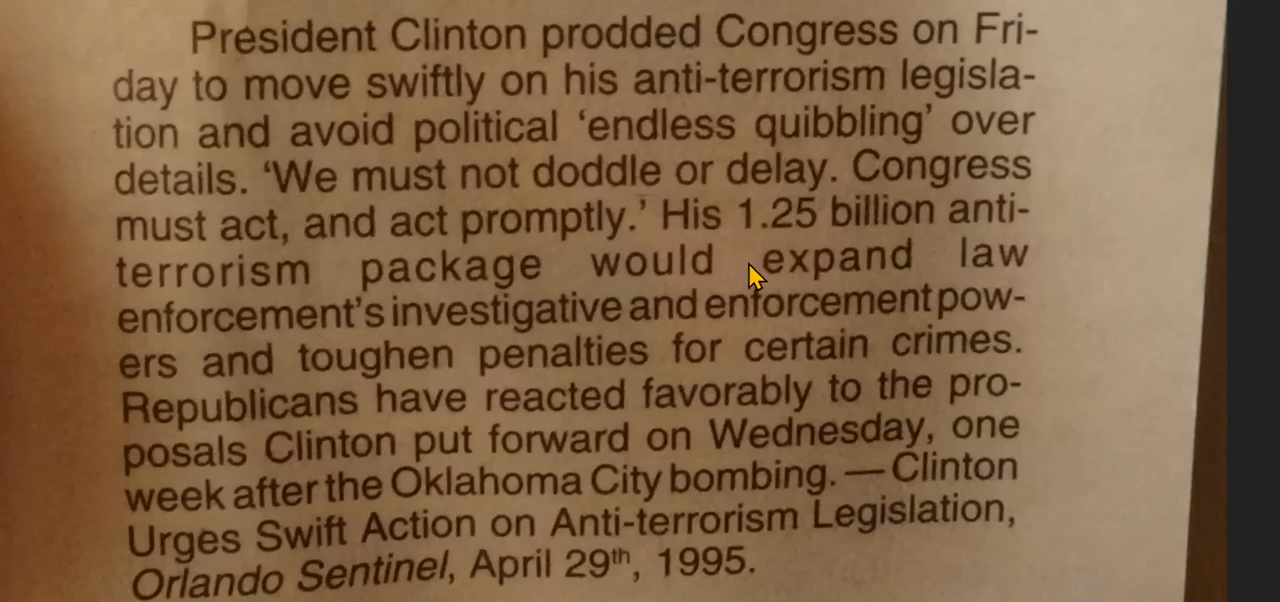 President Clinton prodded Congress on Fri-
day to move swiftly on his anti-terrorism legisla-
tion and avoid political ‘endless quibbling’ over
details. ‘We must not doddle or delay. Congress
must act, and act promptly.’ His 1.25 billion anti-
terrorism package would expand law
enforcement’s investigative and enforcement pow-
ers and toughen penalties for certain crimes.
Republicans have reacted favorably to the pro-
posals Clinton put forward on Wednesday, one
week after the Oklahoma City bombing. — Clinton
Urges Swift Action on Anti-terrorism Legislation,
Orlando Sentinel, April 29th, 1995.